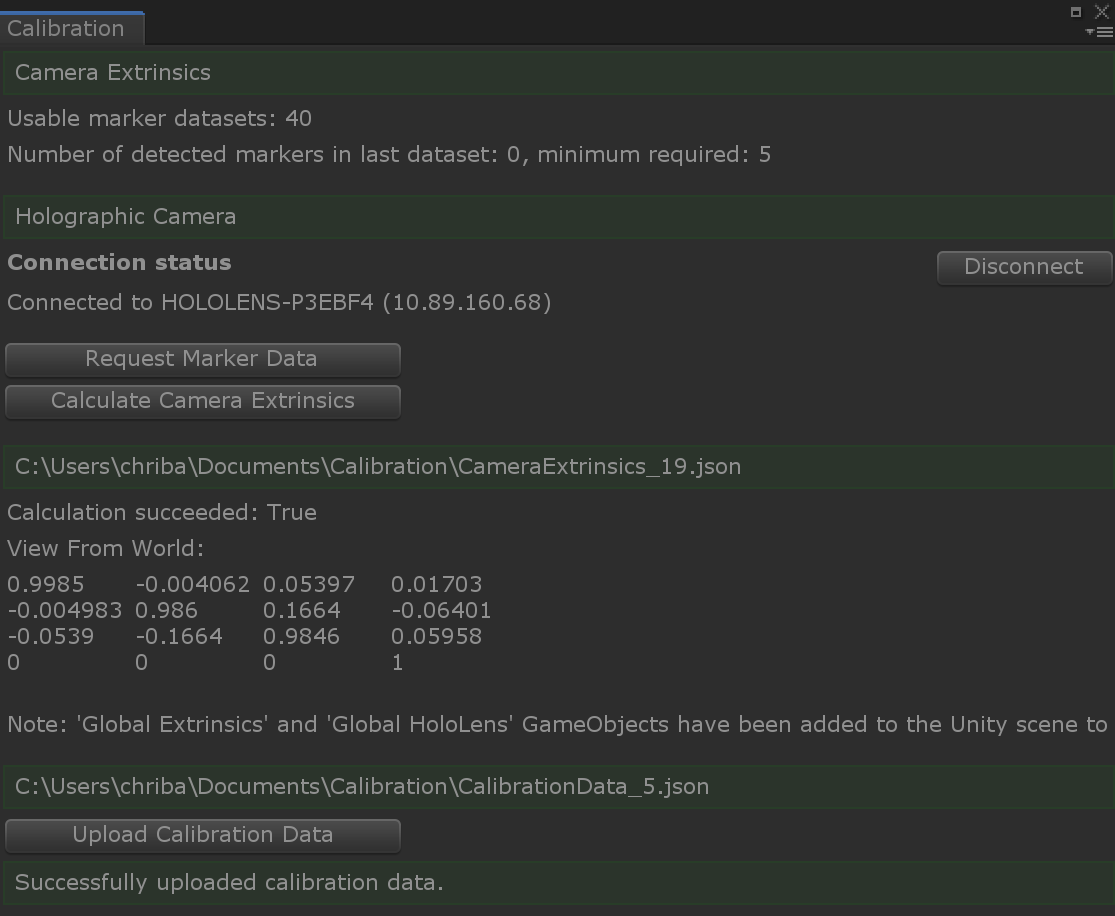 Calibration
Camera Extrinsics
Usable marker datasets: 40
Number of detected markers in last dataset: 0, minimum required: 5
Holographic Camera
Connection status
Disconnect
Connected to HOLOLENS-P3EBF4 (10.89.160.68)
Request Marker Data
Calculate Camera Extrinsics
C:\Users\chriba\Documents\Calibration\CameraExtrinsics_19.json
Calculation succeeded: True
View From World:
0.9985 -0.004062 0.05397 0.01703
-0.004983 0.986 0.1664 -0.06401
-0.0539 -0.1664 0.9846 0.05958
0 0 0 1
Note: 'Global Extrinsics' and 'Global HoloLens' GameObjects have been added to the Unity scene to
C:\Users\chriba\Documents\Calibration\CalibrationData_5.json
Upload Calibration Data
Successfully uploaded calibration data.